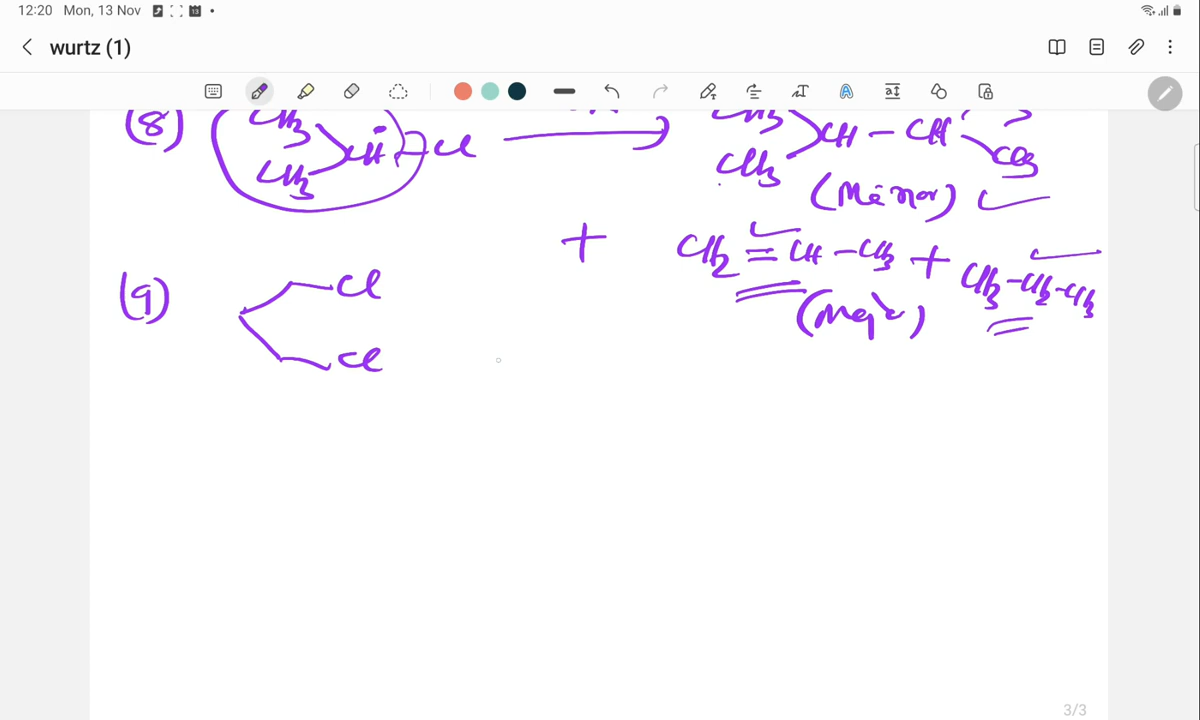 12:20 Mon, 13 Nov
wurtz (1)
(8) CH3 CH3 CH Cl CH3 CH3 CH - CH CH3
(Minor)
+ CH2 = CH - CH3 + CH3-CH2-CH3
(Major)
(9) Cl
Cl
3/3